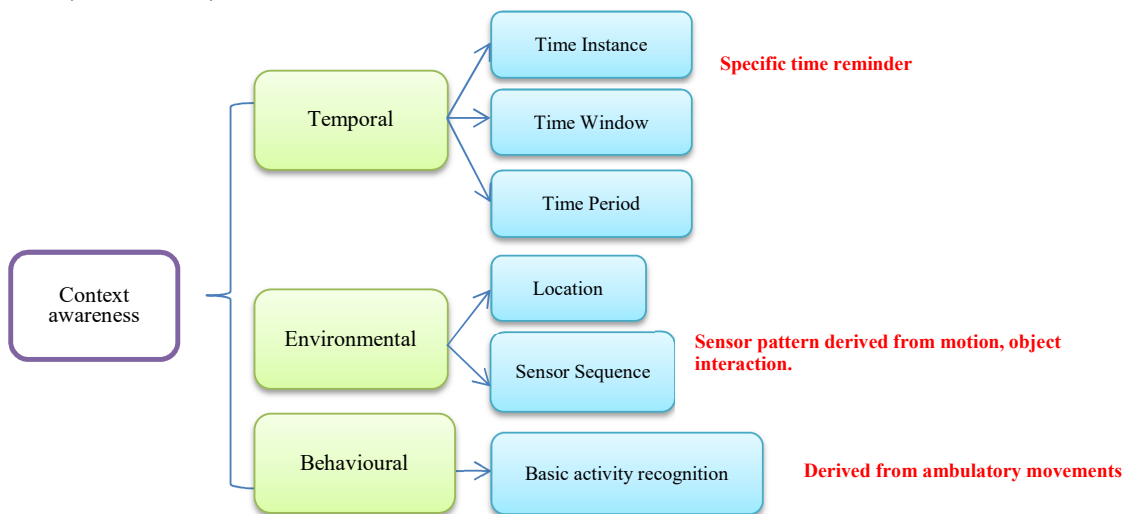 Time Instance
Specific time reminder
Temporal
Time Window
Time Period
Context
awareness
Location
Environmental
Sensor pattern derived from motion, object
interaction.
Sensor Sequence
Behavioural
Basic activity recognition
Derived from ambulatory movements